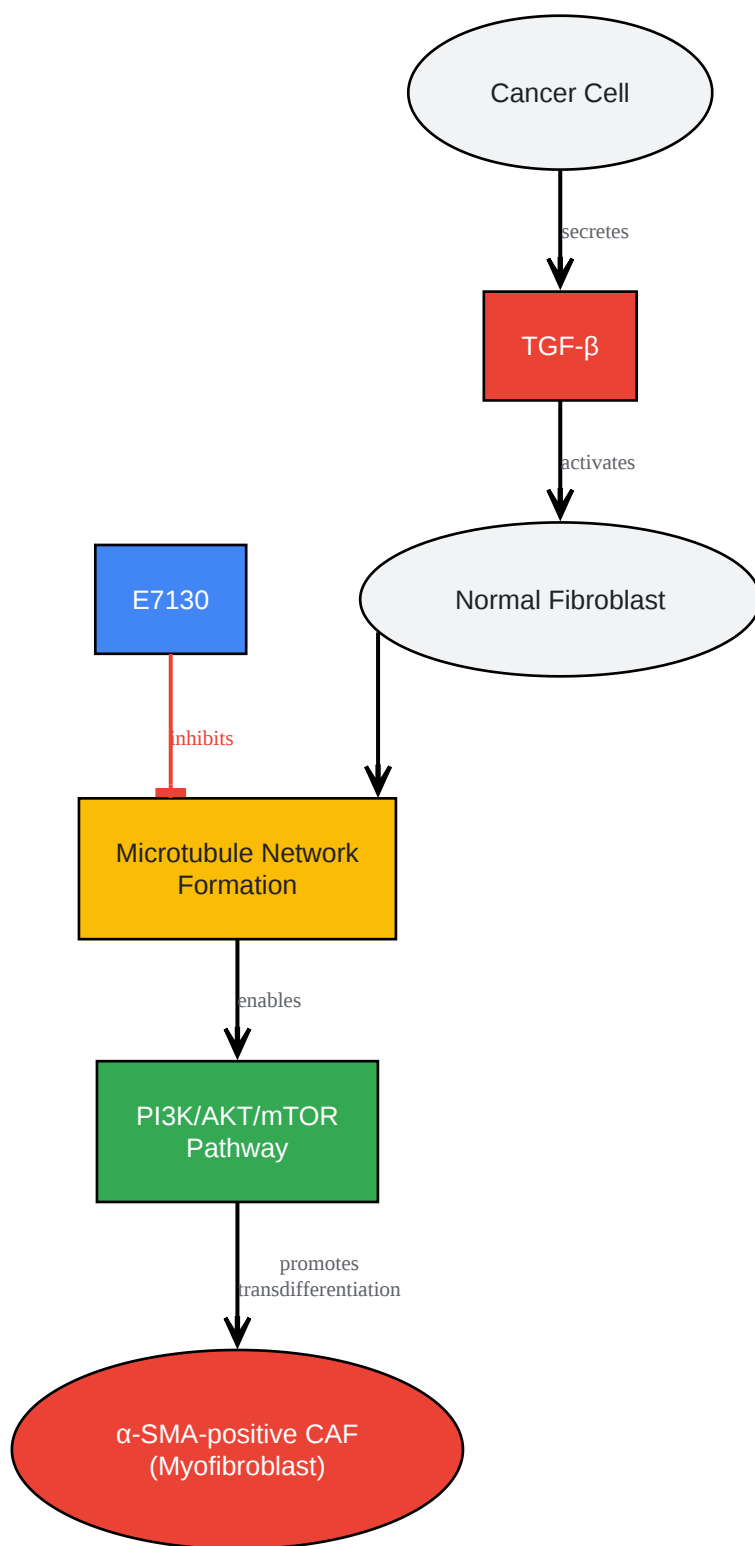 Cancer Cell
secretes
TGF-β
activates
E7130
Normal Fibroblast
inhibits
Microtubule Network
Formation
enables
PI3K/AKT/mTOR
Pathway
promotes
transdifferentiation
α-SMA-positive CAF
(Myofibroblast)